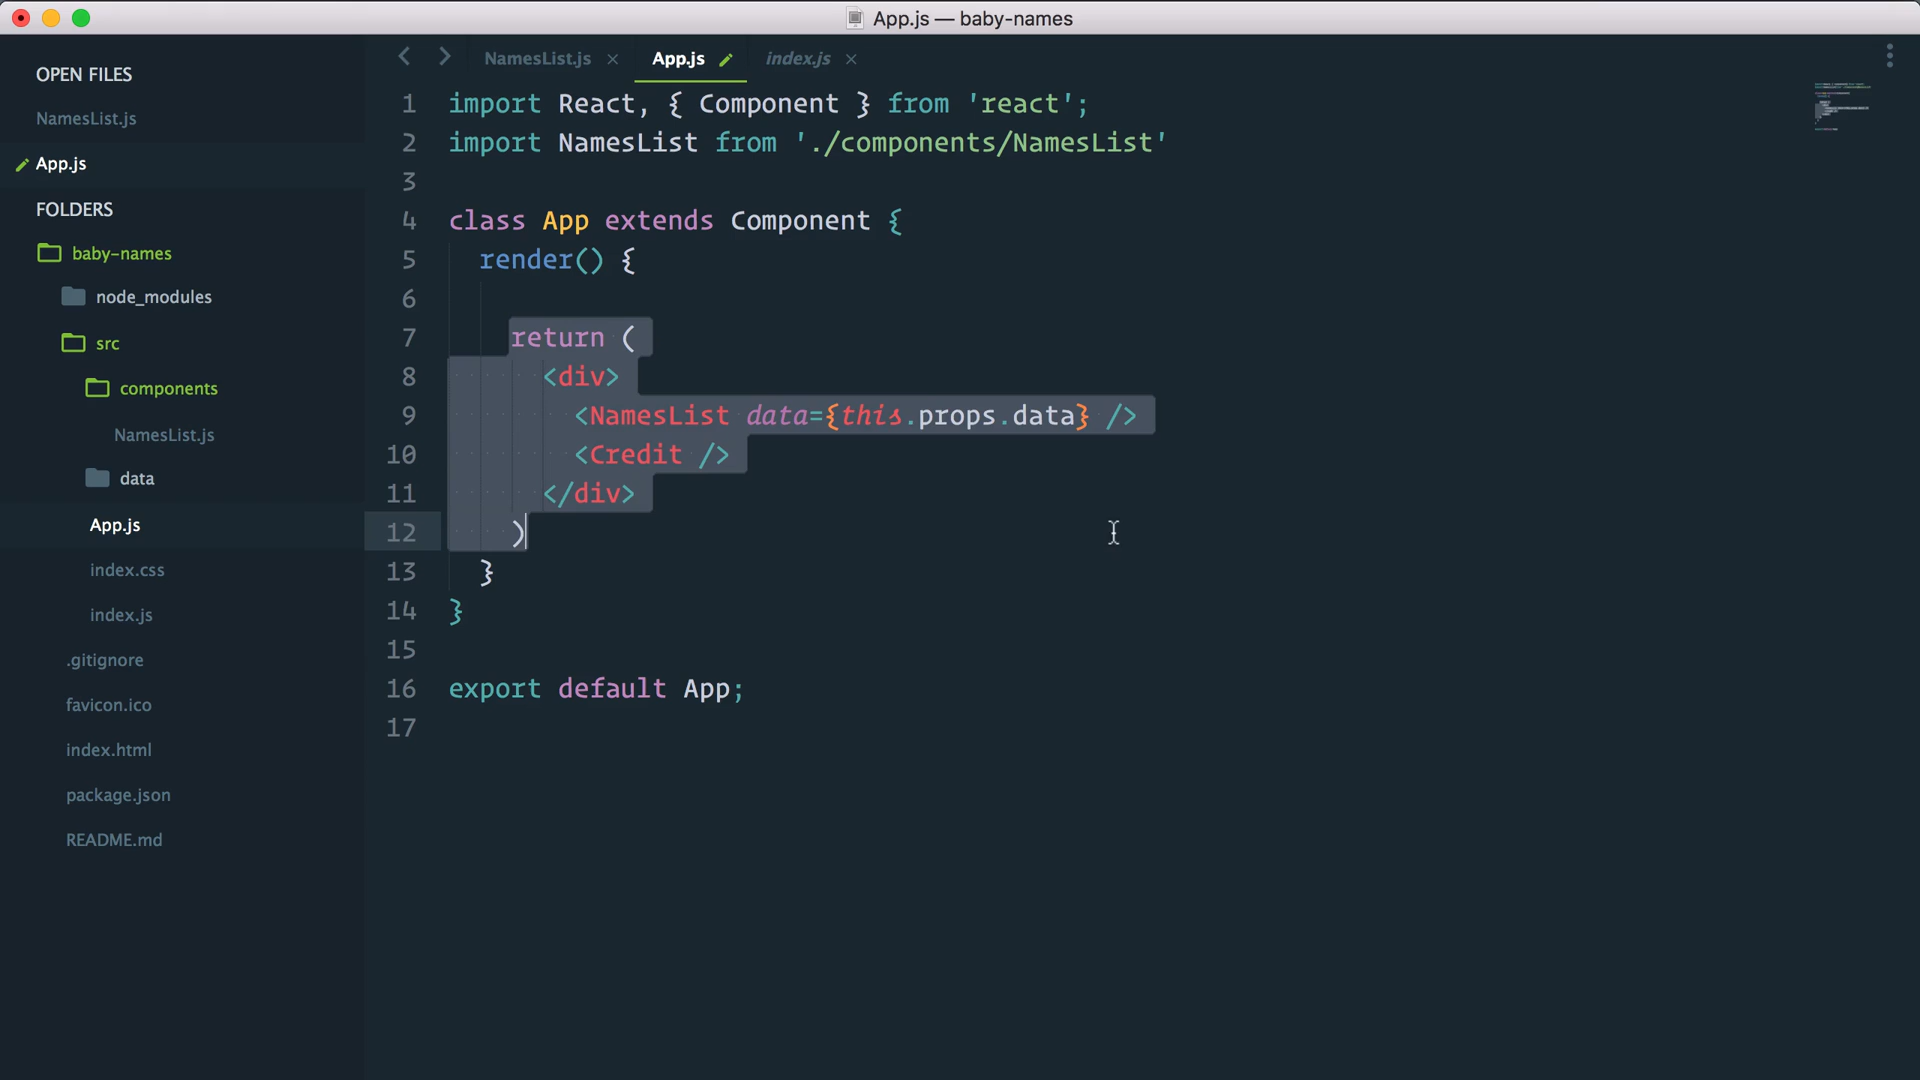 App.js — baby-names
OPEN FILES
NamesList.js
App.js
FOLDERS
baby-names
node_modules
src
components
NamesList.js
data
App.js
index.css
index.js
.gitignore
favicon.ico
index.html
package.json
README.md
NamesList.js × App.js index.js ×
1 import React, { Component } from 'react';
2 import NamesList from './components/NamesList'
3
4 class App extends Component {
5 render() {
6
7 return (
8 <div>
9 <NamesList data={this.props.data} />
10 <Credit />
11 </div>
12 )
13 }
14 }
15
16 export default App;
17